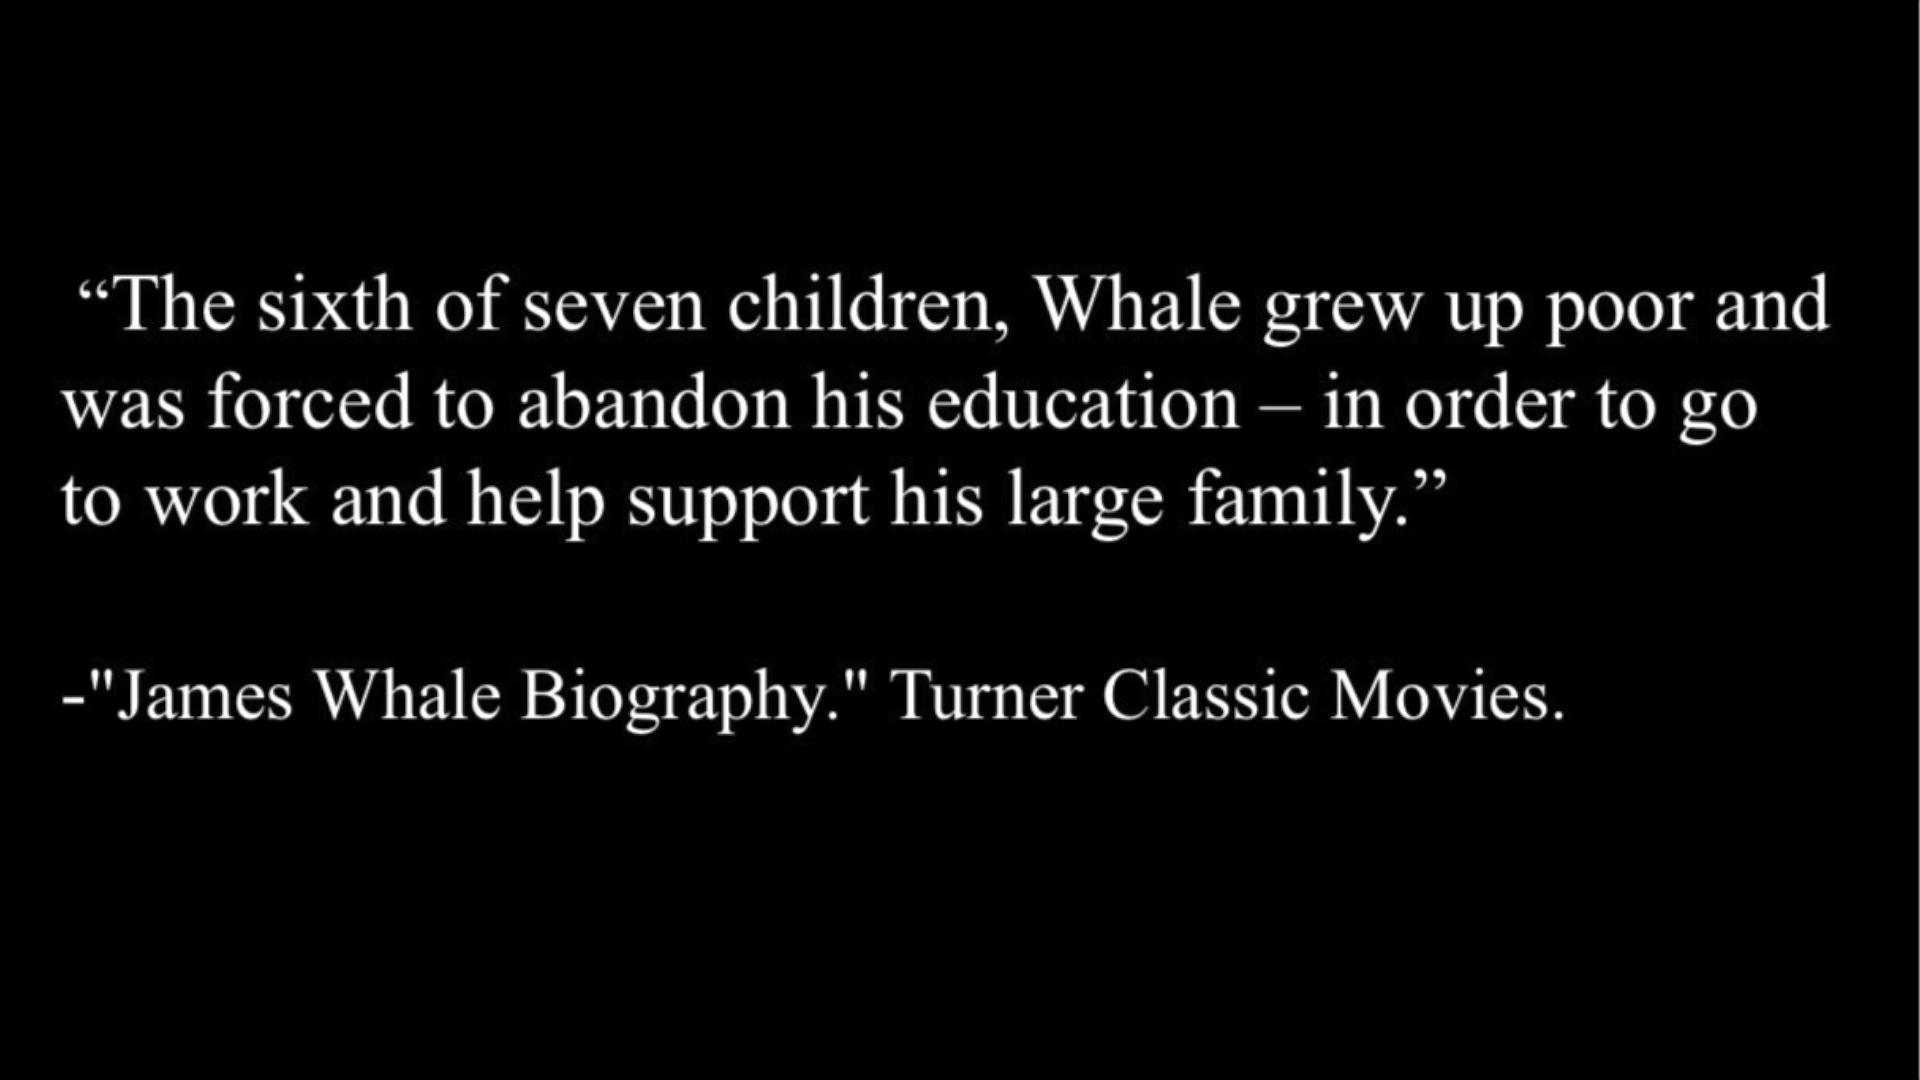 “The sixth of seven children, Whale grew up poor and
was forced to abandon his education – in order to go
to work and help support his large family.”
-"James Whale Biography." Turner Classic Movies.